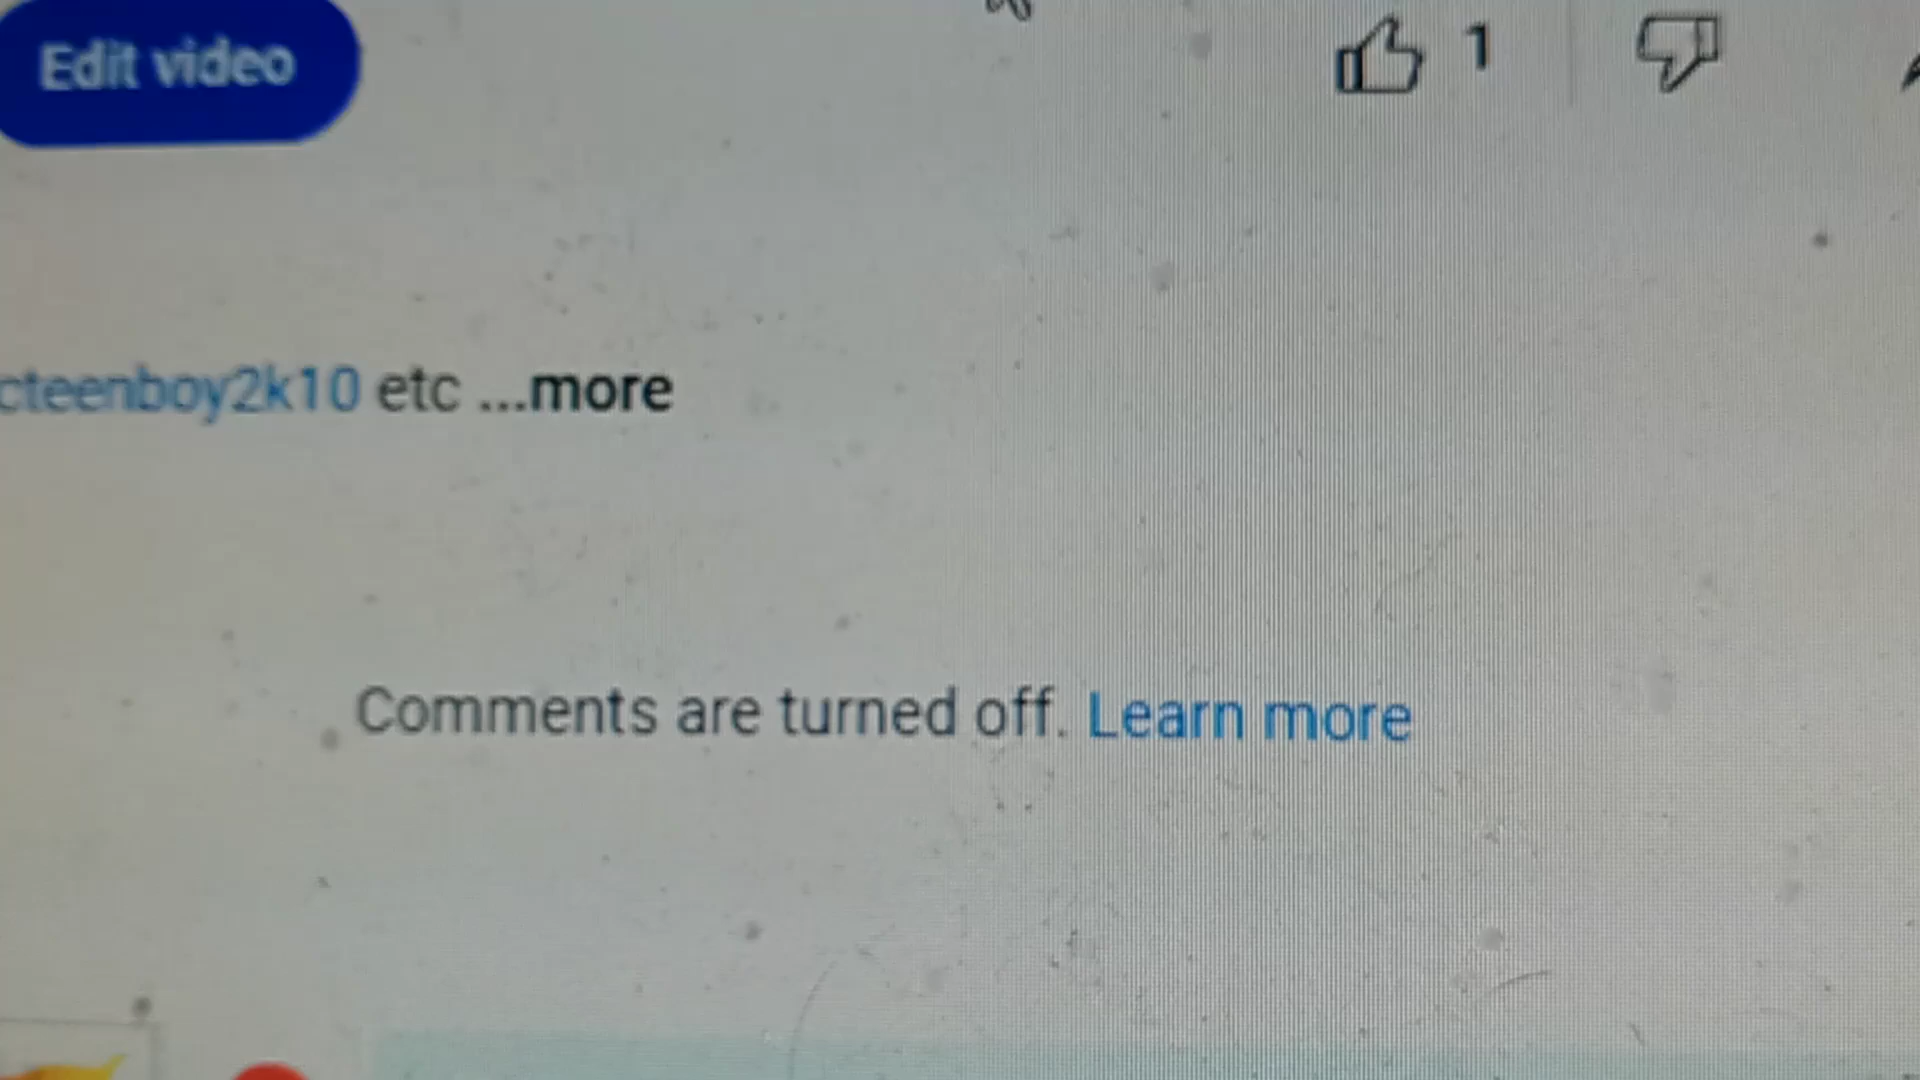 Edit video
1
cteenboy2k10 etc ...more
Comments are turned off. Learn more